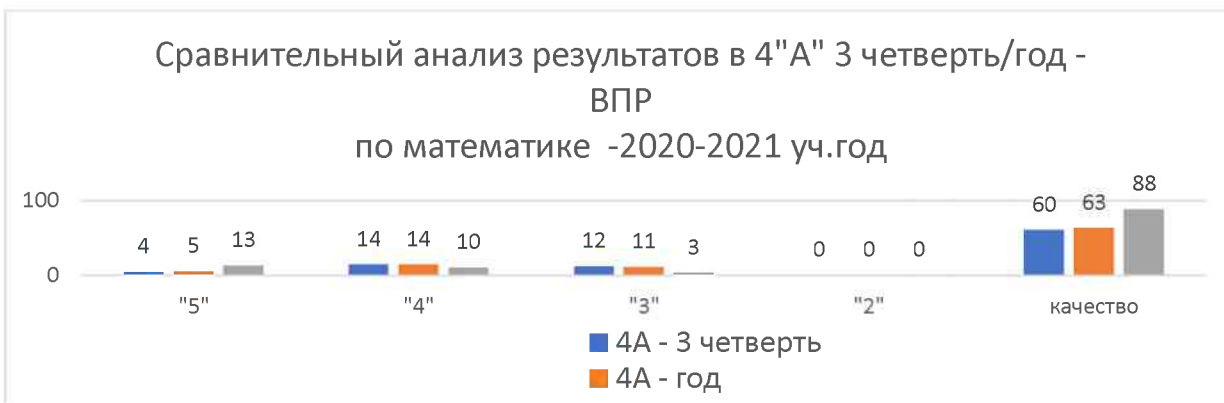 Сравнительный анализ результатов в 4"А" 3 четверть/год -
ВПР
по математике -2020-2021 уч.год
100
0
4 5 13
14 14 10
12 11 3
0 0 0
60 63 88
"5" "4" "3" "2" качество
4А - 3 четверть
4А - год